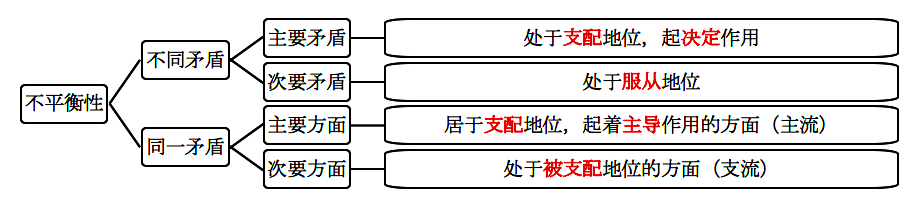 不平衡性
不同矛盾
主要矛盾
处于支配地位，起决定作用
次要矛盾
处于服从地位
同一矛盾
主要方面
居于支配地位，起着主导作用的方面（主流）
次要方面
处于被支配地位的方面（支流）